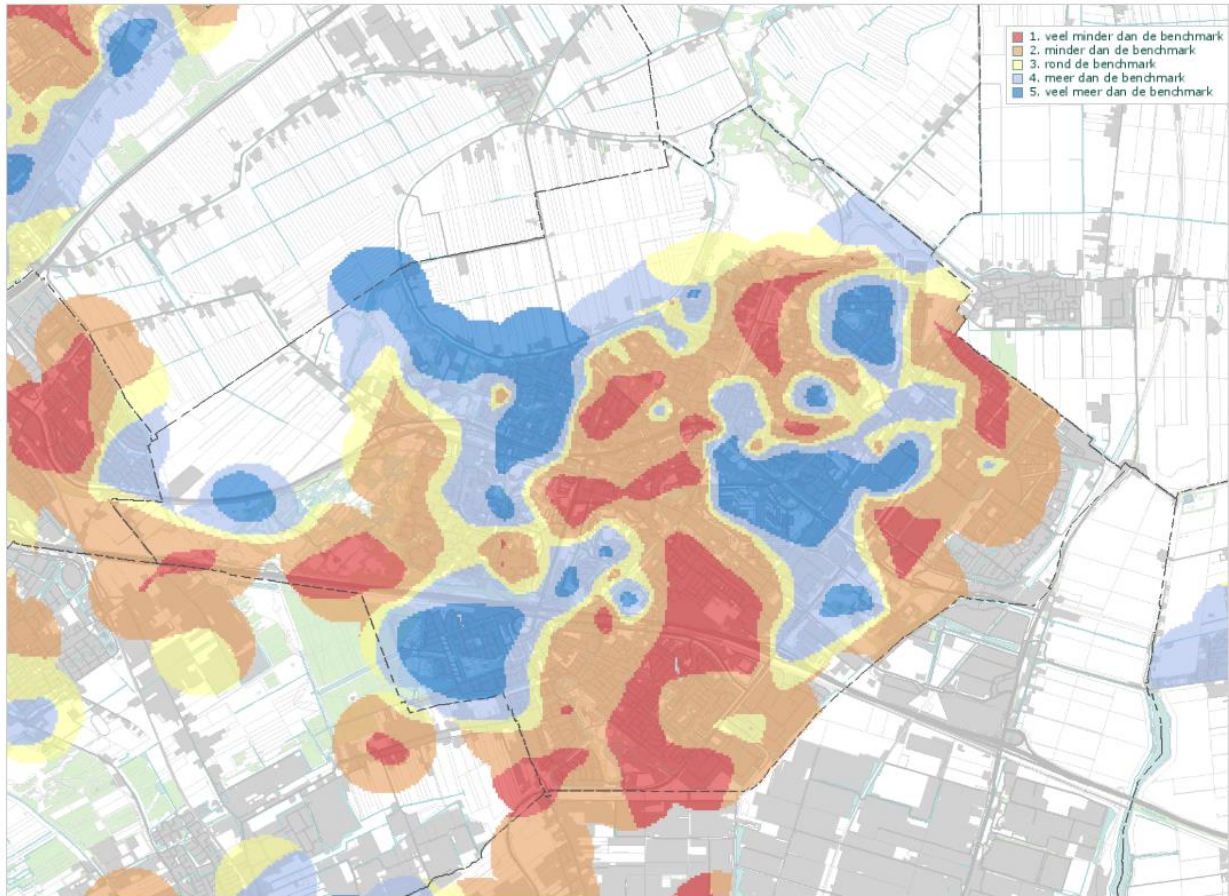 1. veel minder dan de benchmark
2. minder dan de benchmark
3. rond de benchmark
4. meer dan de benchmark
5. veel meer dan de benchmark